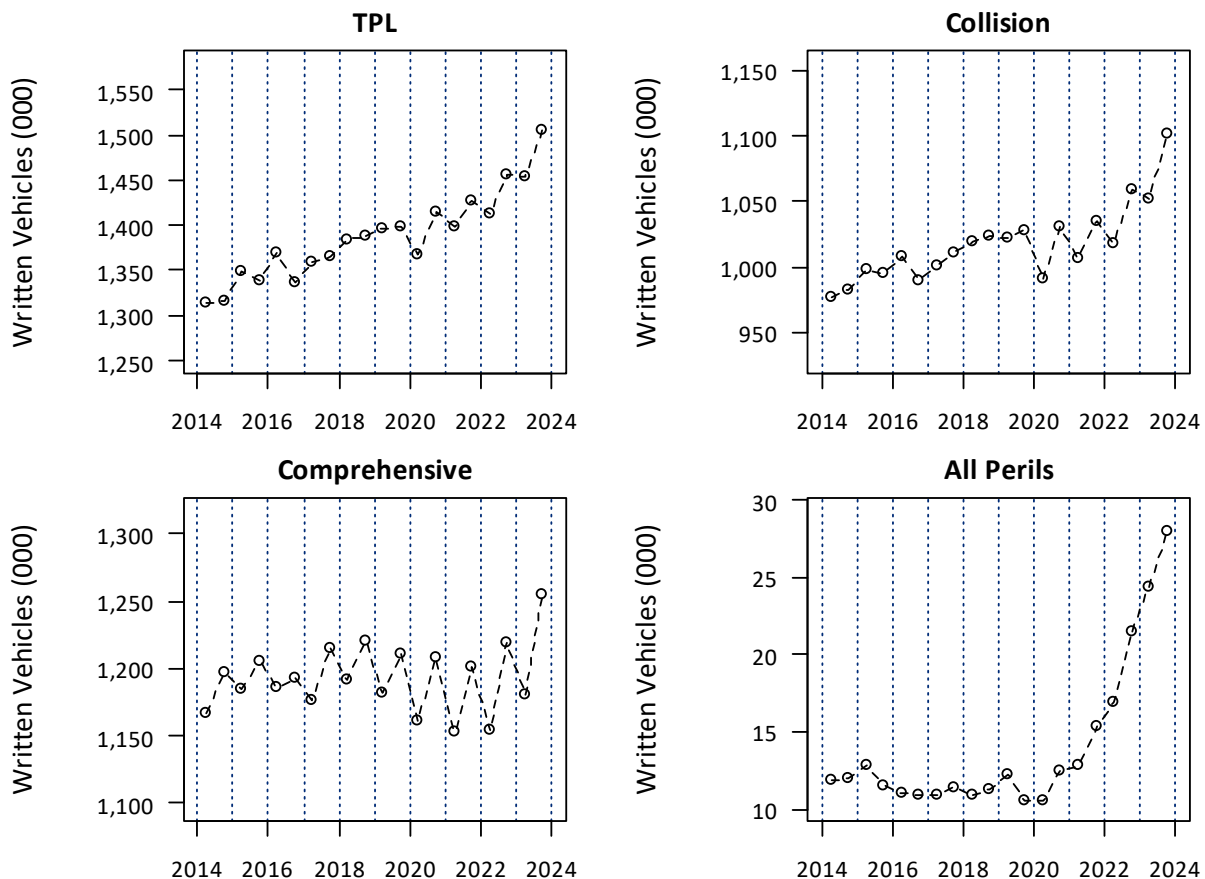 TPL
Written Vehicles (000)
1,550
1,500
1,450
1,400
1,350
1,300
1,250
2014 2016 2018 2020 2022 2024
Collision
Written Vehicles (000)
1,150
1,100
1,050
1,000
950
2014 2016 2018 2020 2022 2024
Comprehensive
Written Vehicles (000)
1,300
1,250
1,200
1,150
1,100
2014 2016 2018 2020 2022 2024
All Perils
Written Vehicles (000)
30
25
20
15
10
2014 2016 2018 2020 2022 2024